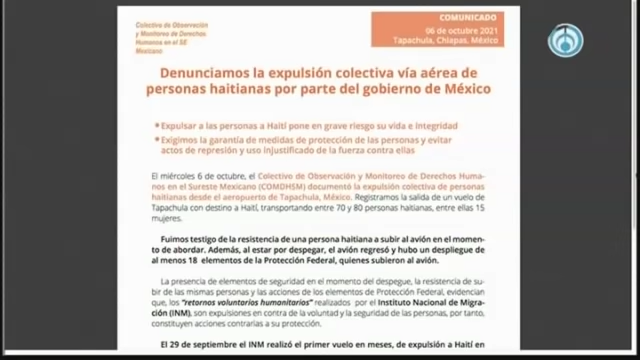 Colectivo de Observación
y Monitoreo de Derechos
Humanos en el SE
Mexicano
COMUNICADO
06 de octubre 2021
Tapachula, Chiapas, México
Denunciamos la expulsión colectiva vía aérea de
personas haitianas por parte del gobierno de México
* Expulsar a las personas a Haití pone en grave riesgo su vida e integridad
* Exigimos la garantía de medidas de protección de las personas y evitar
actos de represión y uso injustificado de la fuerza contra ellas
El miércoles 6 de octubre, el Colectivo de Observación y Monitoreo de Derechos Huma-
nos en el Sureste Mexicano (COMDHSM) documentó la expulsión colectiva de personas
haitianas desde el aeropuerto de Tapachula, México. Registramos la salida de un vuelo de
Tapachula con destino a Haití, transportando entre 70 y 80 personas haitianas, entre ellas 15
mujeres.
Fuimos testigo de la resistencia de una persona haitiana a subir al avión en el momen-
to de abordar. Además, al estar por despegar, el avión regresó y hubo un despliegue de
al menos 18 elementos de la Protección Federal, quienes subieron al avión.
La presencia de elementos de seguridad en el momento del despegue, la resistencia de su-
bir de las mismas personas y las acciones de los elementos de Protección Federal, evidencian
que, los "retornos voluntarios humanitarios" realizados por el Instituto Nacional de Migra-
ción (INM), son expulsiones en contra de la voluntad y la seguridad de las personas, por tanto,
constituyen acciones contrarias a su protección.
El 29 de septiembre el INM realizó el primer vuelo en meses, de expulsión a Haití en